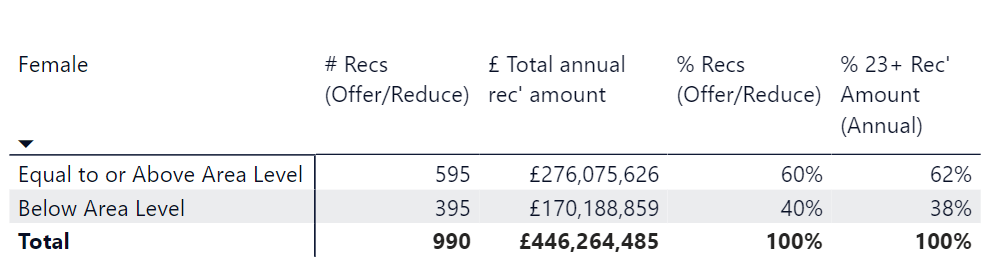 Female # Recs £ Total annual % Recs % 23+ Rec'
(Offer/Reduce) rec' amount (Offer/Reduce) Amount
(Annual)
Equal to or Above Area Level 595 £276,075,626 60% 62%
Below Area Level 395 £170,188,859 40% 38%
Total 990 £446,264,485 100% 100%